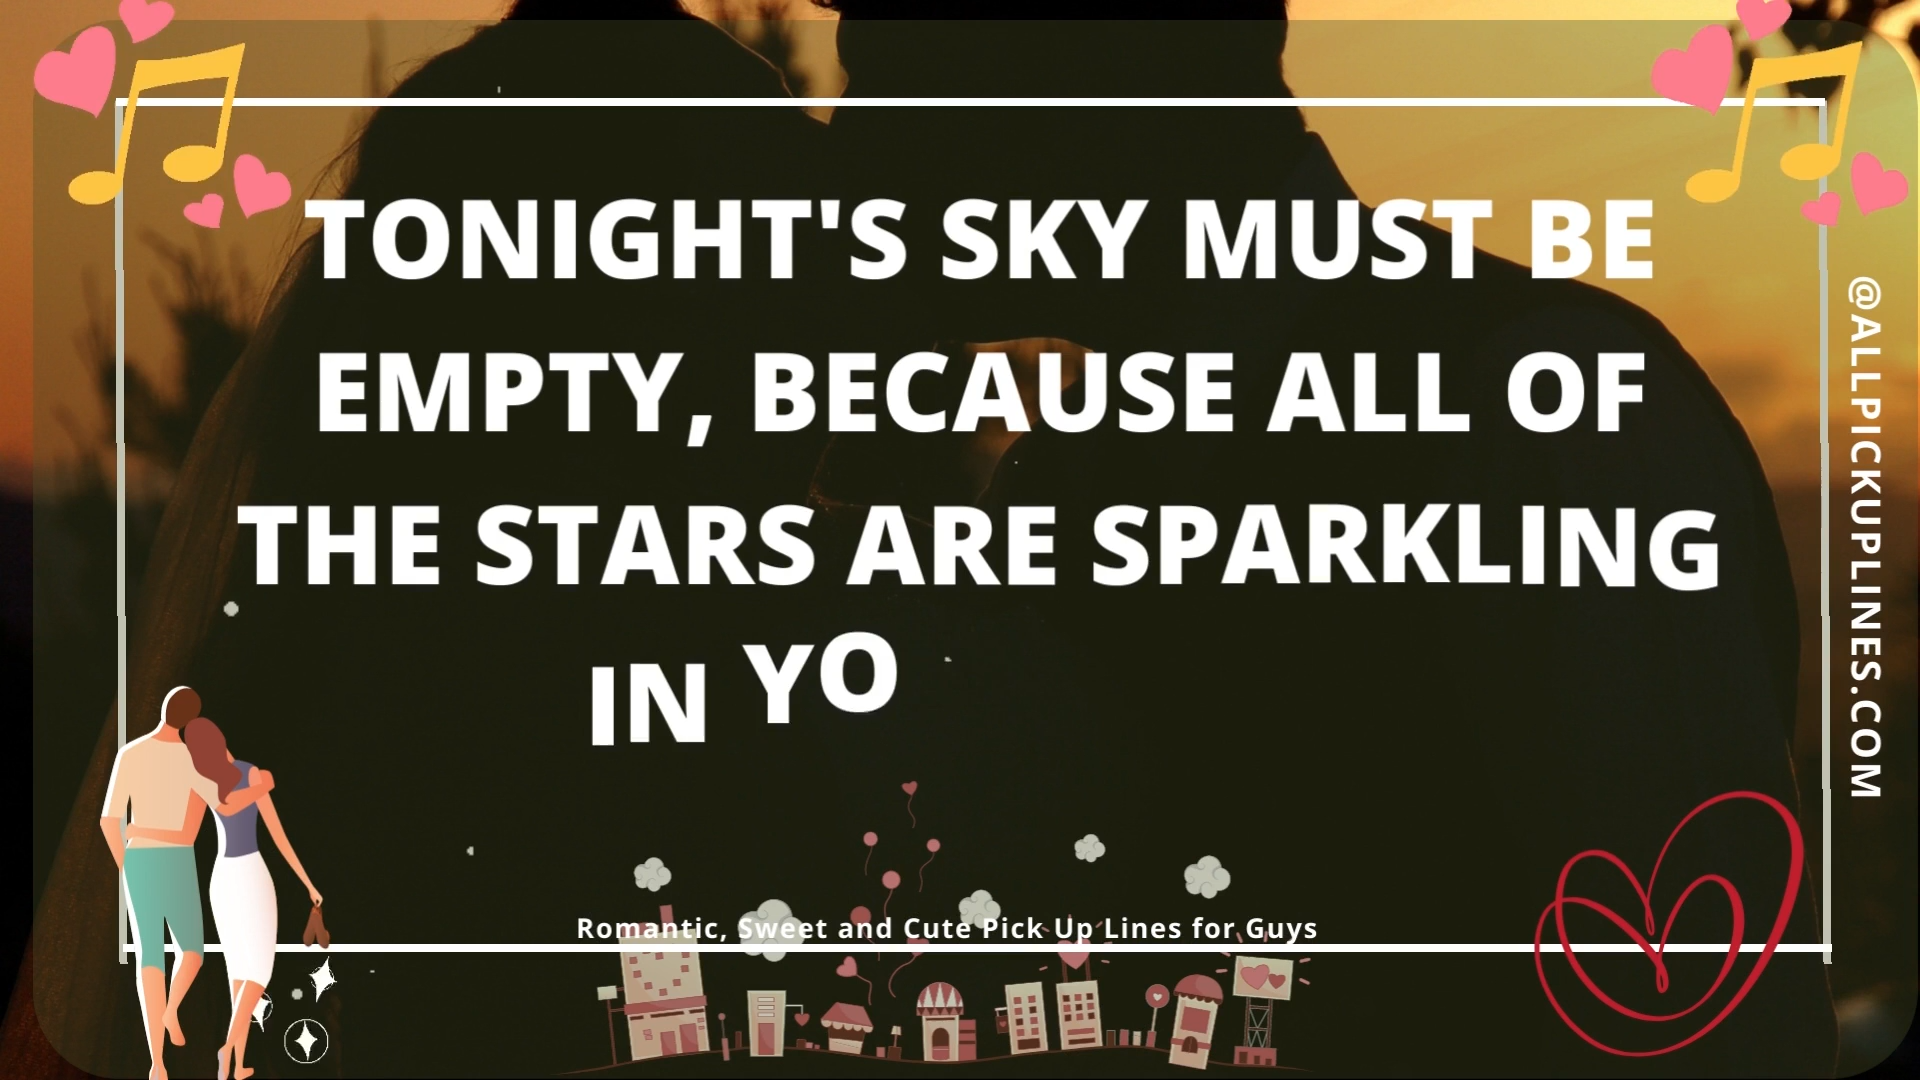 TONIGHT'S SKY MUST BE
EMPTY, BECAUSE ALL OF
THE STARS ARE SPARKLING
IN YO
Romantic, Sweet and Cute Pick Up Lines for Guys
@ALLPICKUPLINES.COM